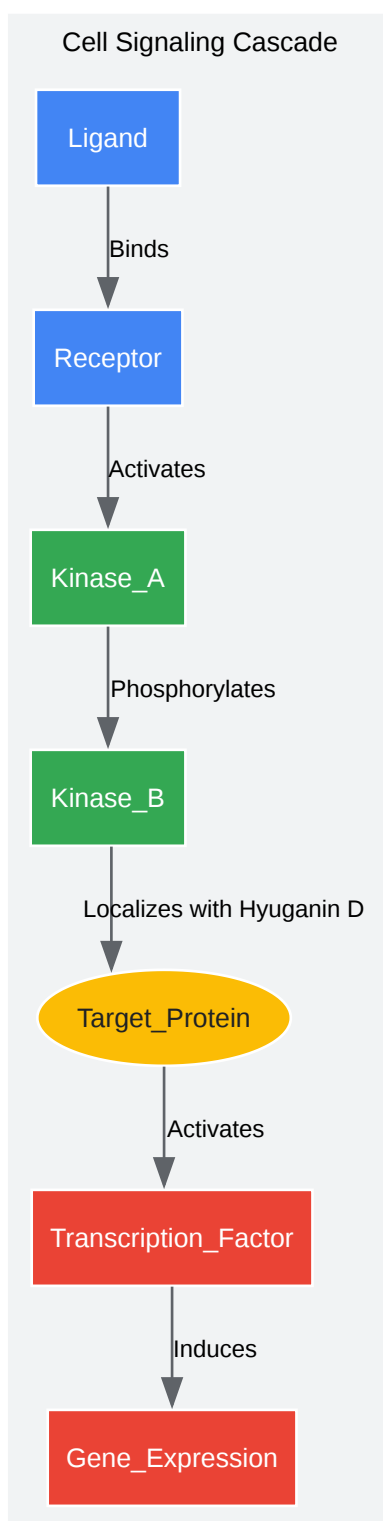 Cell Signaling Cascade
Ligand
Binds
Receptor
Activates
Kinase_A
Phosphorylates
Kinase_B
Localizes with Hyuganin D
Target_Protein
Activates
Transcription_Factor
Induces
Gene_Expression